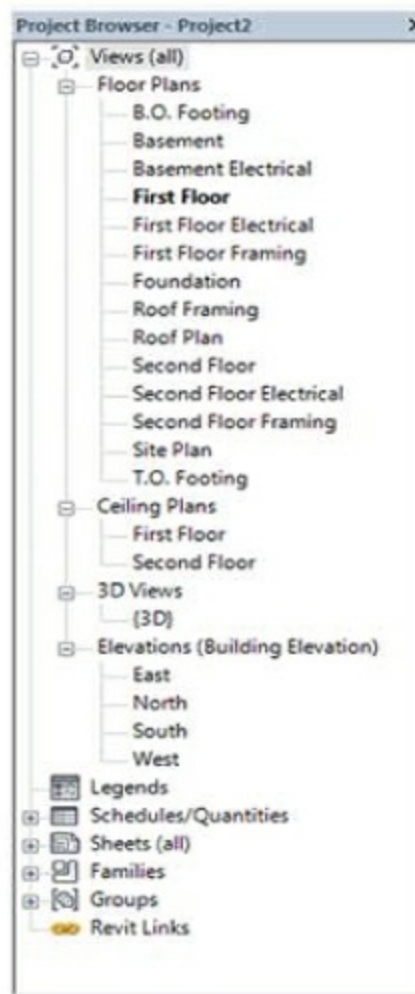 Project Browser - Project2
Views (all)
Floor Plans
B.O. Footing
Basement
Basement Electrical
First Floor
First Floor Electrical
First Floor Framing
Foundation
Roof Framing
Roof Plan
Second Floor
Second Floor Electrical
Second Floor Framing
Site Plan
T.O. Footing
Ceiling Plans
First Floor
Second Floor
3D Views
{3D}
Elevations (Building Elevation)
East
North
South
West
Legends
Schedules/Quantities
Sheets (all)
Families
Groups
Revit Links